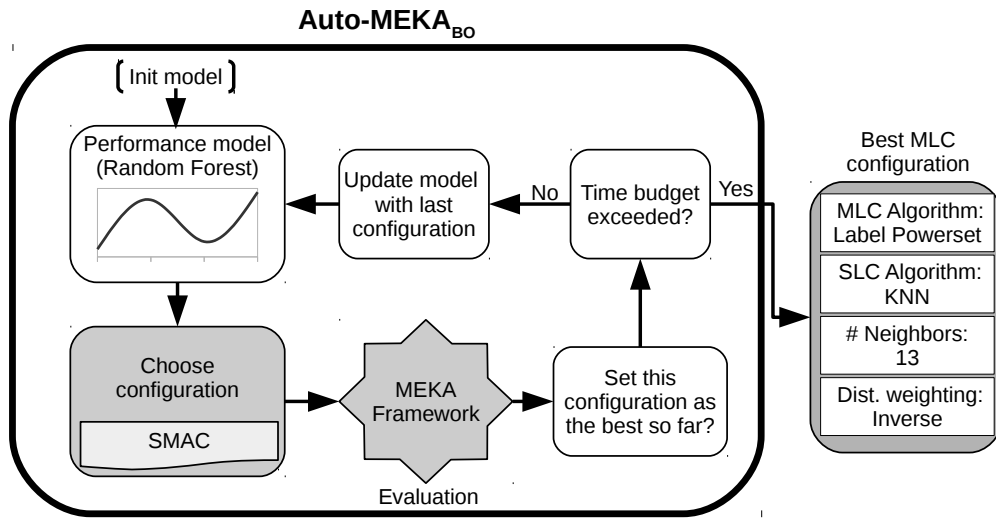 Auto-MEKABO
Init model
Performance model
(Random Forest)
Update model
with last
configuration
No
Time budget
exceeded?
Yes
Choose
configuration
SMAC
MEKA
Framework
Evaluation
Set this
configuration as
the best so far?
Best MLC
configuration
MLC Algorithm:
Label Powerset
SLC Algorithm:
KNN
# Neighbors:
13
Dist. weighting:
Inverse